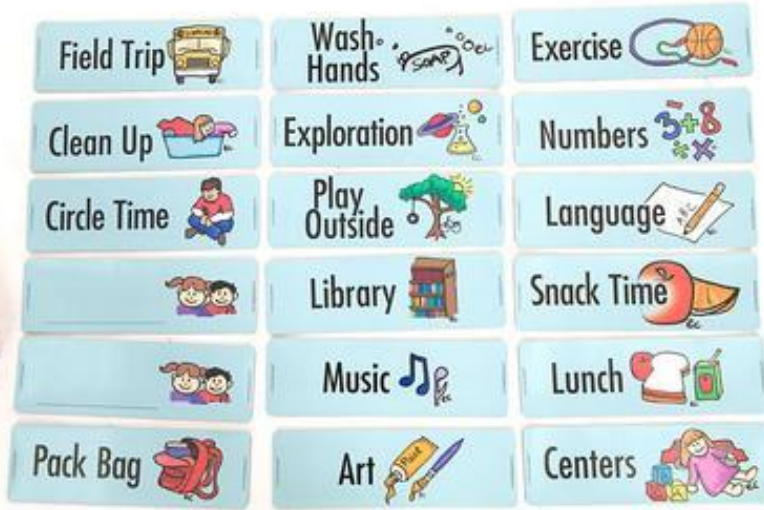 Field Trip
Wash
Hands
SOAP
Exercise
Clean Up
Exploration
Numbers
3+8
÷×
Circle Time
Play
Outside
Language
ABC
Library
Snack Time
Music
Lunch
Pack Bag
Art
Paint
Centers